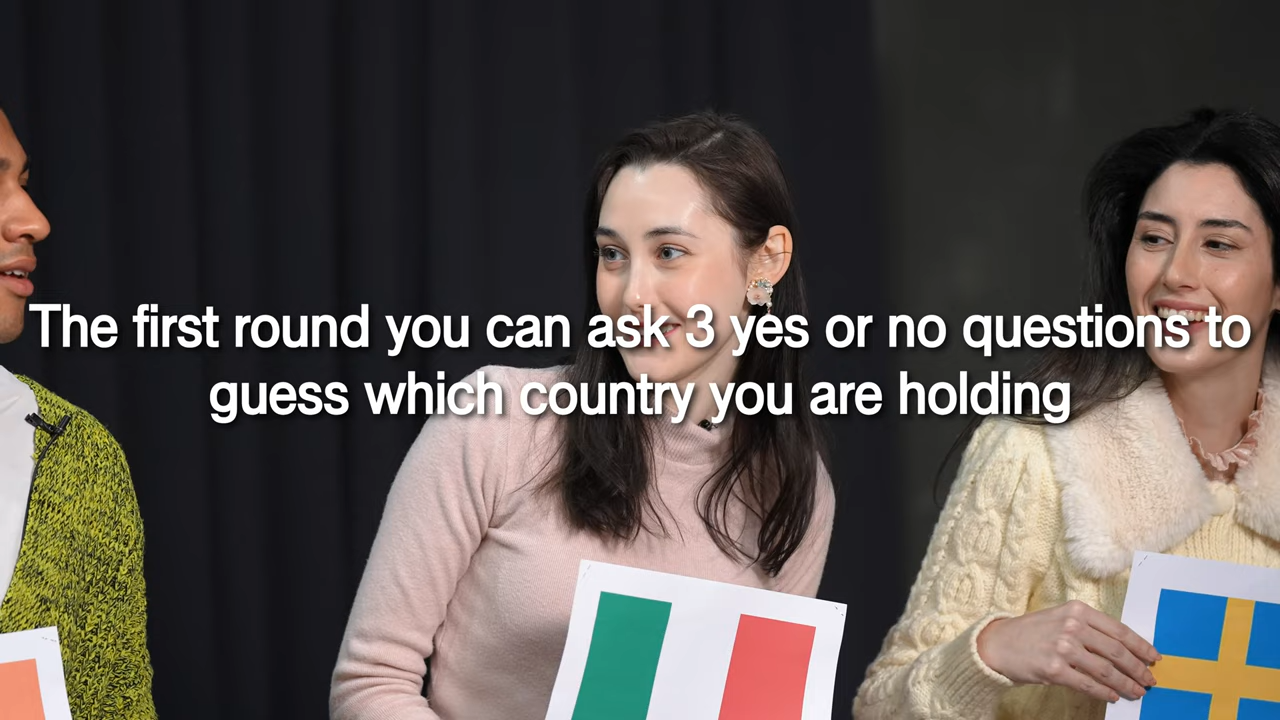 The first round you can ask 3 yes or no questions to
guess which country you are holding